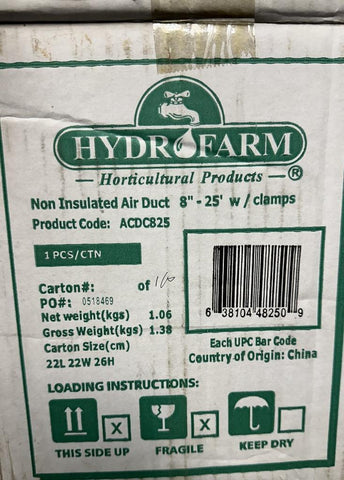 HYDROFARM
Horticultural Products ®
Non Insulated Air Duct 8" - 25' w / clamps
Product Code: ACDC825
1 PCS/CTN
Carton#: of
PO#: 0518469
Net weight(kgs) 1.06
Gross Weight(kgs) 1.38
Carton Size(cm)
22L 22W 26H
6 38104 48250 9
Each UPC Bar Code
Country of Origin: China
LOADING INSTRUCTIONS:
X X
THIS SIDE UP FRAGILE KEEP DRY